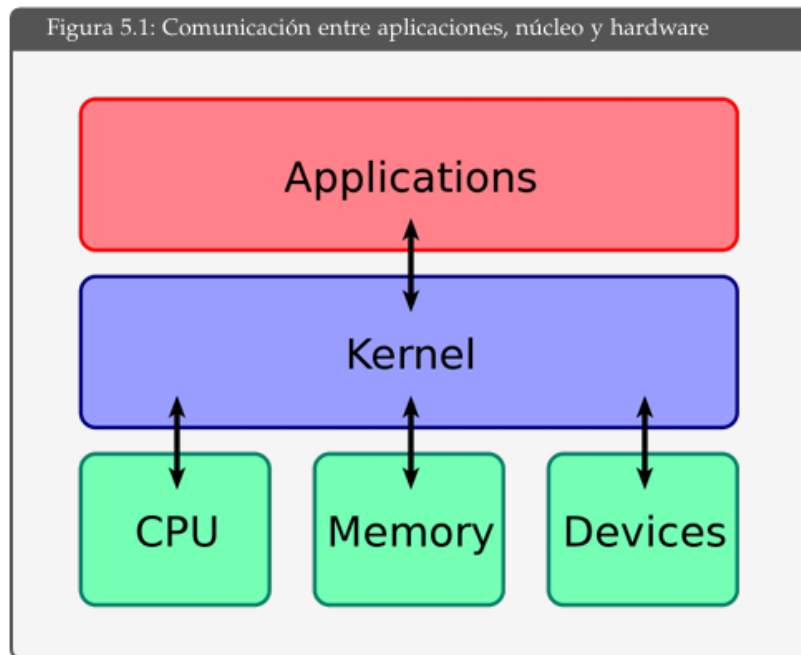 Figura 5.1: Comunicación entre aplicaciones, núcleo y hardware
Applications
Kernel
CPU Memory Devices